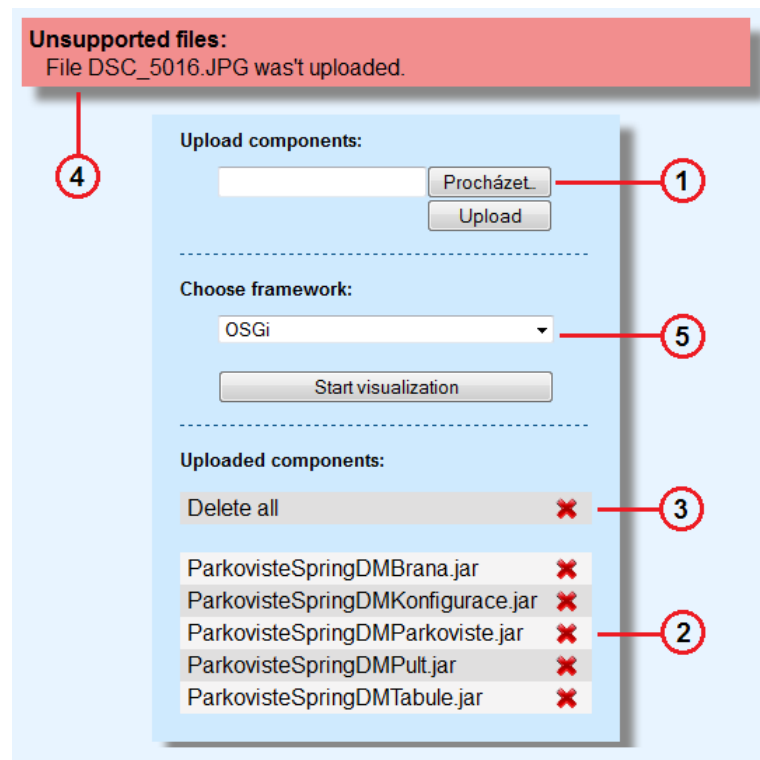 Unsupported files:
File DSC_5016.JPG was't uploaded.
4
Upload components:
Procházet..
1
Upload
Choose framework:
OSGi
5
Start visualization
Uploaded components:
Delete all
3
ParkovisteSpringDMBrana.jar
ParkovisteSpringDMKonfigurace.jar
ParkovisteSpringDMParkoviste.jar
2
ParkovisteSpringDMPult.jar
ParkovisteSpringDMTabule.jar